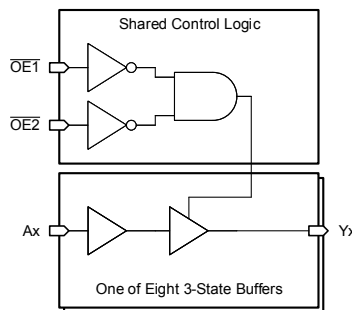 Shared Control Logic
OE1
OE2
Ax
Yx
One of Eight 3-State Buffers